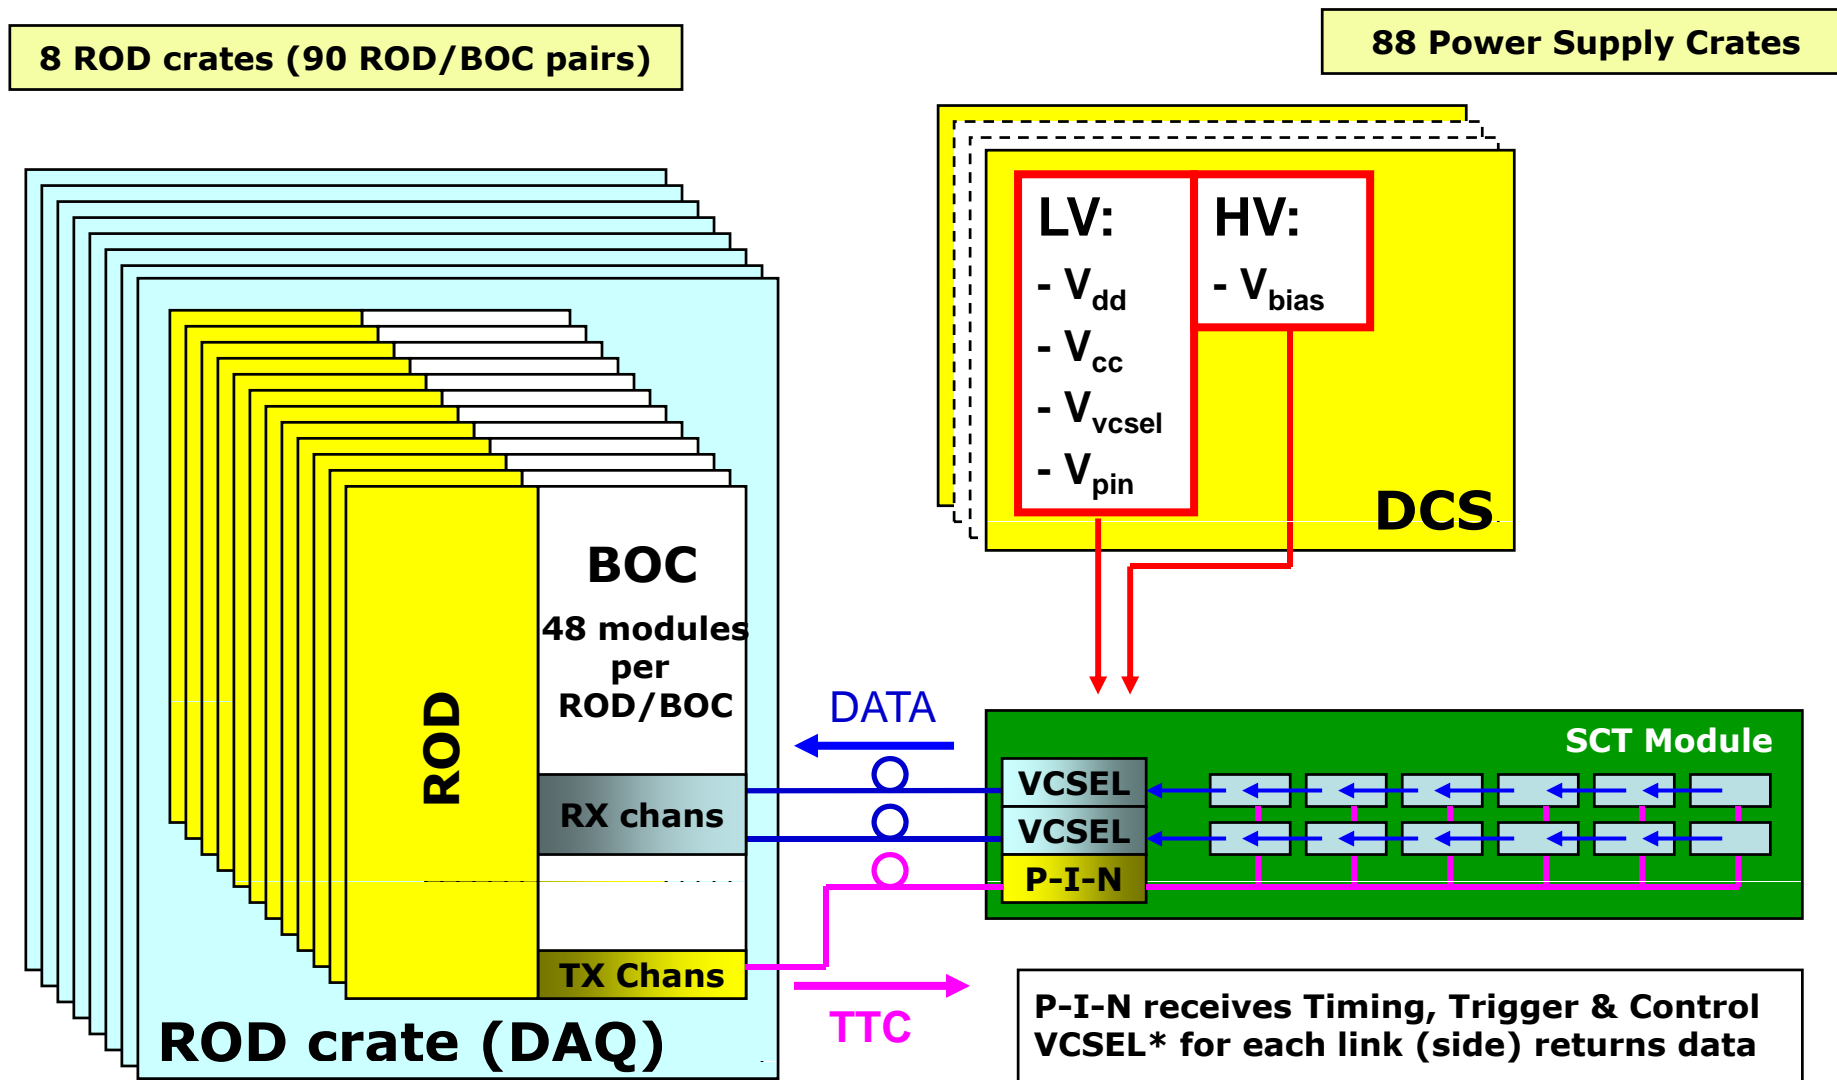 8 ROD crates (90 ROD/BOC pairs)
88 Power Supply Crates
LV:
- Vdd
- Vcc
- Vvcsel
- Vpin
HV:
- Vbias
DCS
BOC
48 modules
per
ROD/BOC
ROD
RX chans
TX Chans
ROD crate (DAQ)
DATA
TTC
SCT Module
VCSEL
VCSEL
P-I-N
P-I-N receives Timing, Trigger & Control
VCSEL* for each link (side) returns data